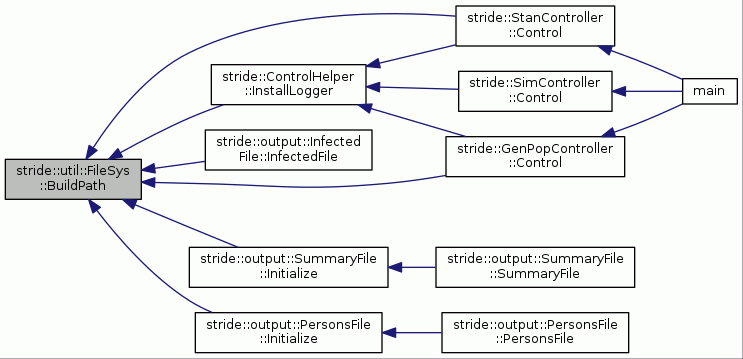 stride::StanController
::Control
stride::ControlHelper
::InstallLogger
stride::SimController
::Control
main
stride::output::Infected
File::InfectedFile
stride::GenPopController
::Control
stride::util::FileSys
::BuildPath
stride::output::SummaryFile
::Initialize
stride::output::SummaryFile
::SummaryFile
stride::output::PersonsFile
::Initialize
stride::output::PersonsFile
::PersonsFile